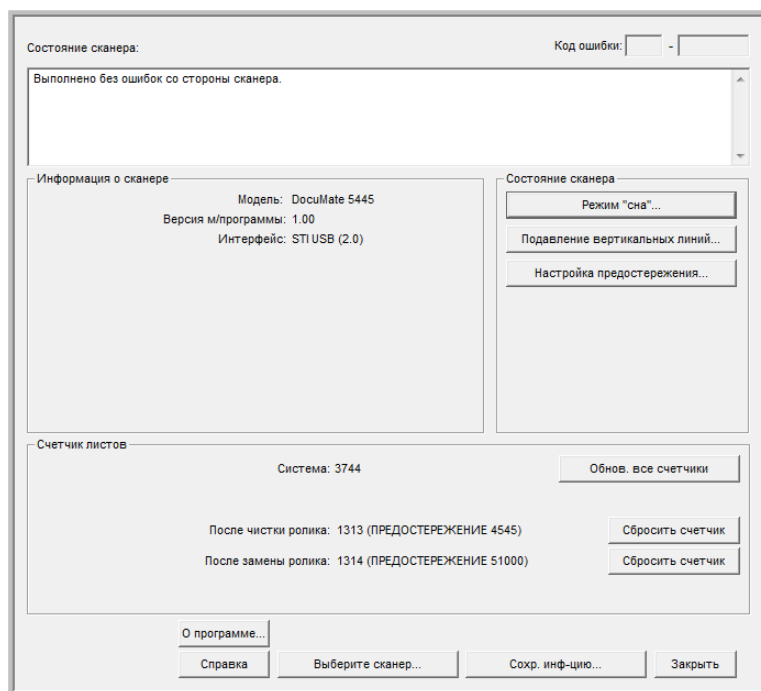 Состояние сканера:
Код ошибки: -
Выполнено без ошибок со стороны сканера.
Информация о сканере
Модель: DocuMate 5445
Версия м/программы: 1.00
Интерфейс: STI USB (2.0)
Состояние сканера
Режим "сна"...
Подавление вертикальных линий...
Настройка предостережения...
Счетчик листов
Система: 3744
Обнов. все счетчики
После чистки ролика: 1313 (ПРЕДОСТЕРЕЖЕНИЕ 4545)
Сбросить счетчик
После замены ролика: 1314 (ПРЕДОСТЕРЕЖЕНИЕ 51000)
Сбросить счетчик
О программе...
Справка
Выберите сканер...
Сохр. инф-цию...
Закрыть